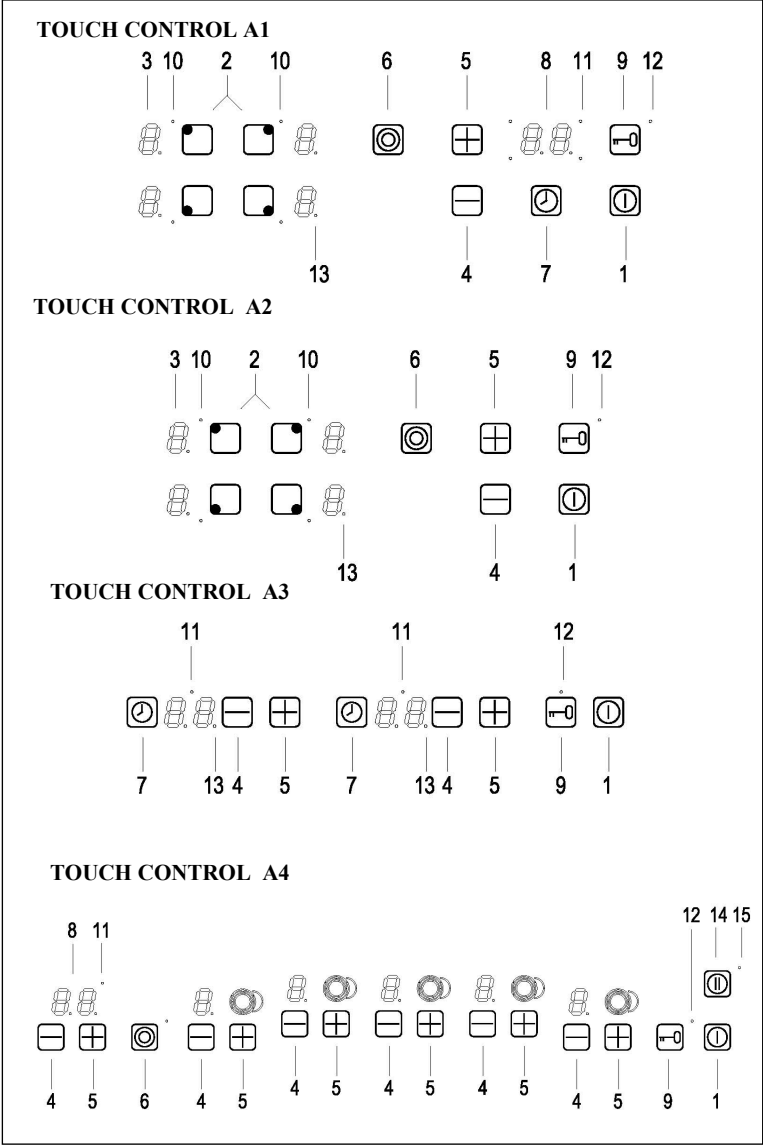 TOUCH CONTROL A1
3 10 2 10 6 5 8 11 9 12
13 4 7 1
TOUCH CONTROL A2
3 10 2 10 6 5 9 12
13 4 1
TOUCH CONTROL A3
11 11 12
7 13 4 5 7 13 4 5 9 1
TOUCH CONTROL A4
12 14 15
8 11
4 5 6 4 5 4 5 4 5 4 5 4 5 9 1